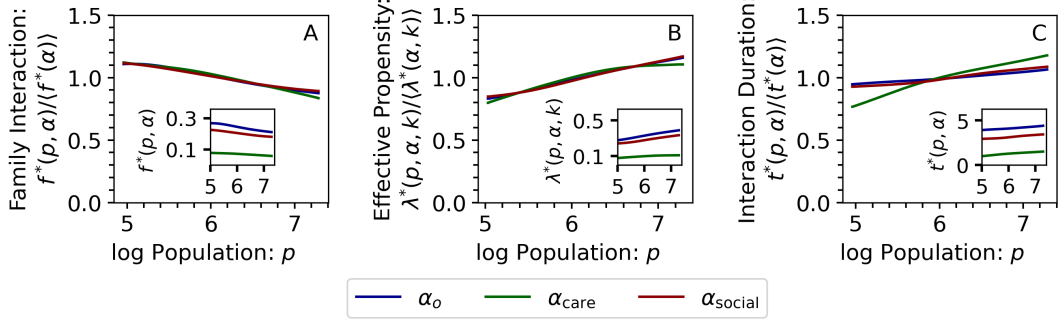 Family Interaction:
f*(p, α)/⟨f*(α)⟩
1.5
1.0
0.5
0.0
A
f*(p, α)
0.3
0.1
5 6 7
5 6 7
log Population: p
Effective Propensity:
λ*(p, α, k)/⟨λ*(α, k)⟩
1.5
1.0
0.5
0.0
B
λ*(p, α, k)
0.5
0.1
5 6 7
5 6 7
log Population: p
Interaction Duration:
t*(p, α)/⟨t*(α)⟩
1.5
1.0
0.5
0.0
C
t*(p, α)
5
0
5 6 7
5 6 7
log Population: p
αo αcare αsocial